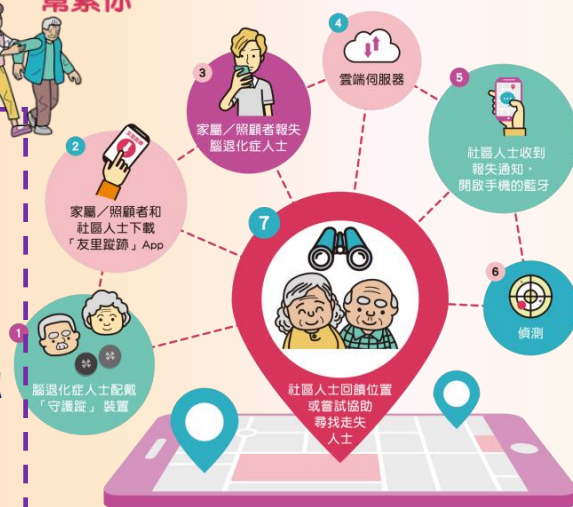 幫緊你
1
腦退化症人士配戴
「守護蹤」裝置
2
家屬／照顧者和
社區人士下載
「友里蹤跡」App
3
家屬／照顧者報失
腦退化症人士
4
雲端伺服器
5
社區人士收到
報失通知，
開啟手機的藍牙
6
偵測
7
社區人士回饋位置
或嘗試協助
尋找走失
人士